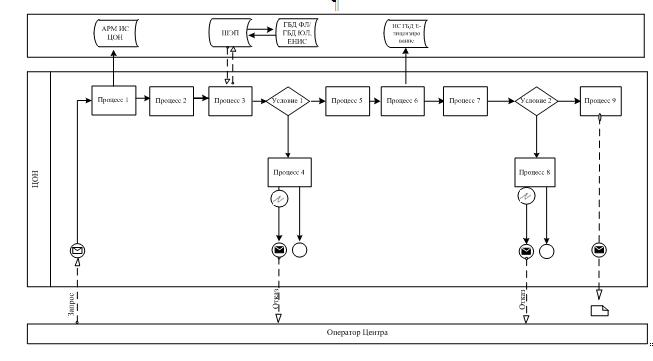 АРМ ИС
ЦОН
ШЭП
ГБД ФЛ/
ГБД ЮЛ,
ЕНИС
ИС ГБД Е-
лицензиро
вание
ЦОН
Процесс 1
Процесс 2
Процесс 3
Условие 1
Процесс 5
Процесс 6
Процесс 7
Условие 2
Процесс 9
Процесс 4
Процесс 8
Запрос
Отказ
Отказ
Оператор Центра